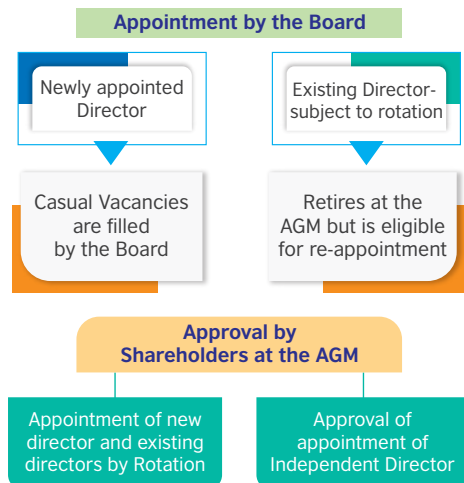 Appointment by the Board
Newly appointed
Director
Existing Director-
subject to rotation
Casual Vacancies
are filled
by the Board
Retires at the
AGM but is eligible
for re-appointment
Approval by
Shareholders at the AGM
Appointment of new
director and existing
directors by Rotation
Approval of
appointment of
Independent Director